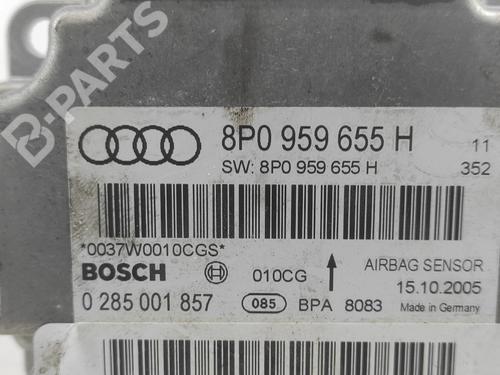 B-PARTS
8P0 959 655 H 11
SW: 8P0 959 655 H 352
*0037W0010CGS*
BOSCH 010CG AIRBAG SENSOR
15.10.2005
0 285 001 857 085 BPA 8083 Made in Germany
B-PARTS